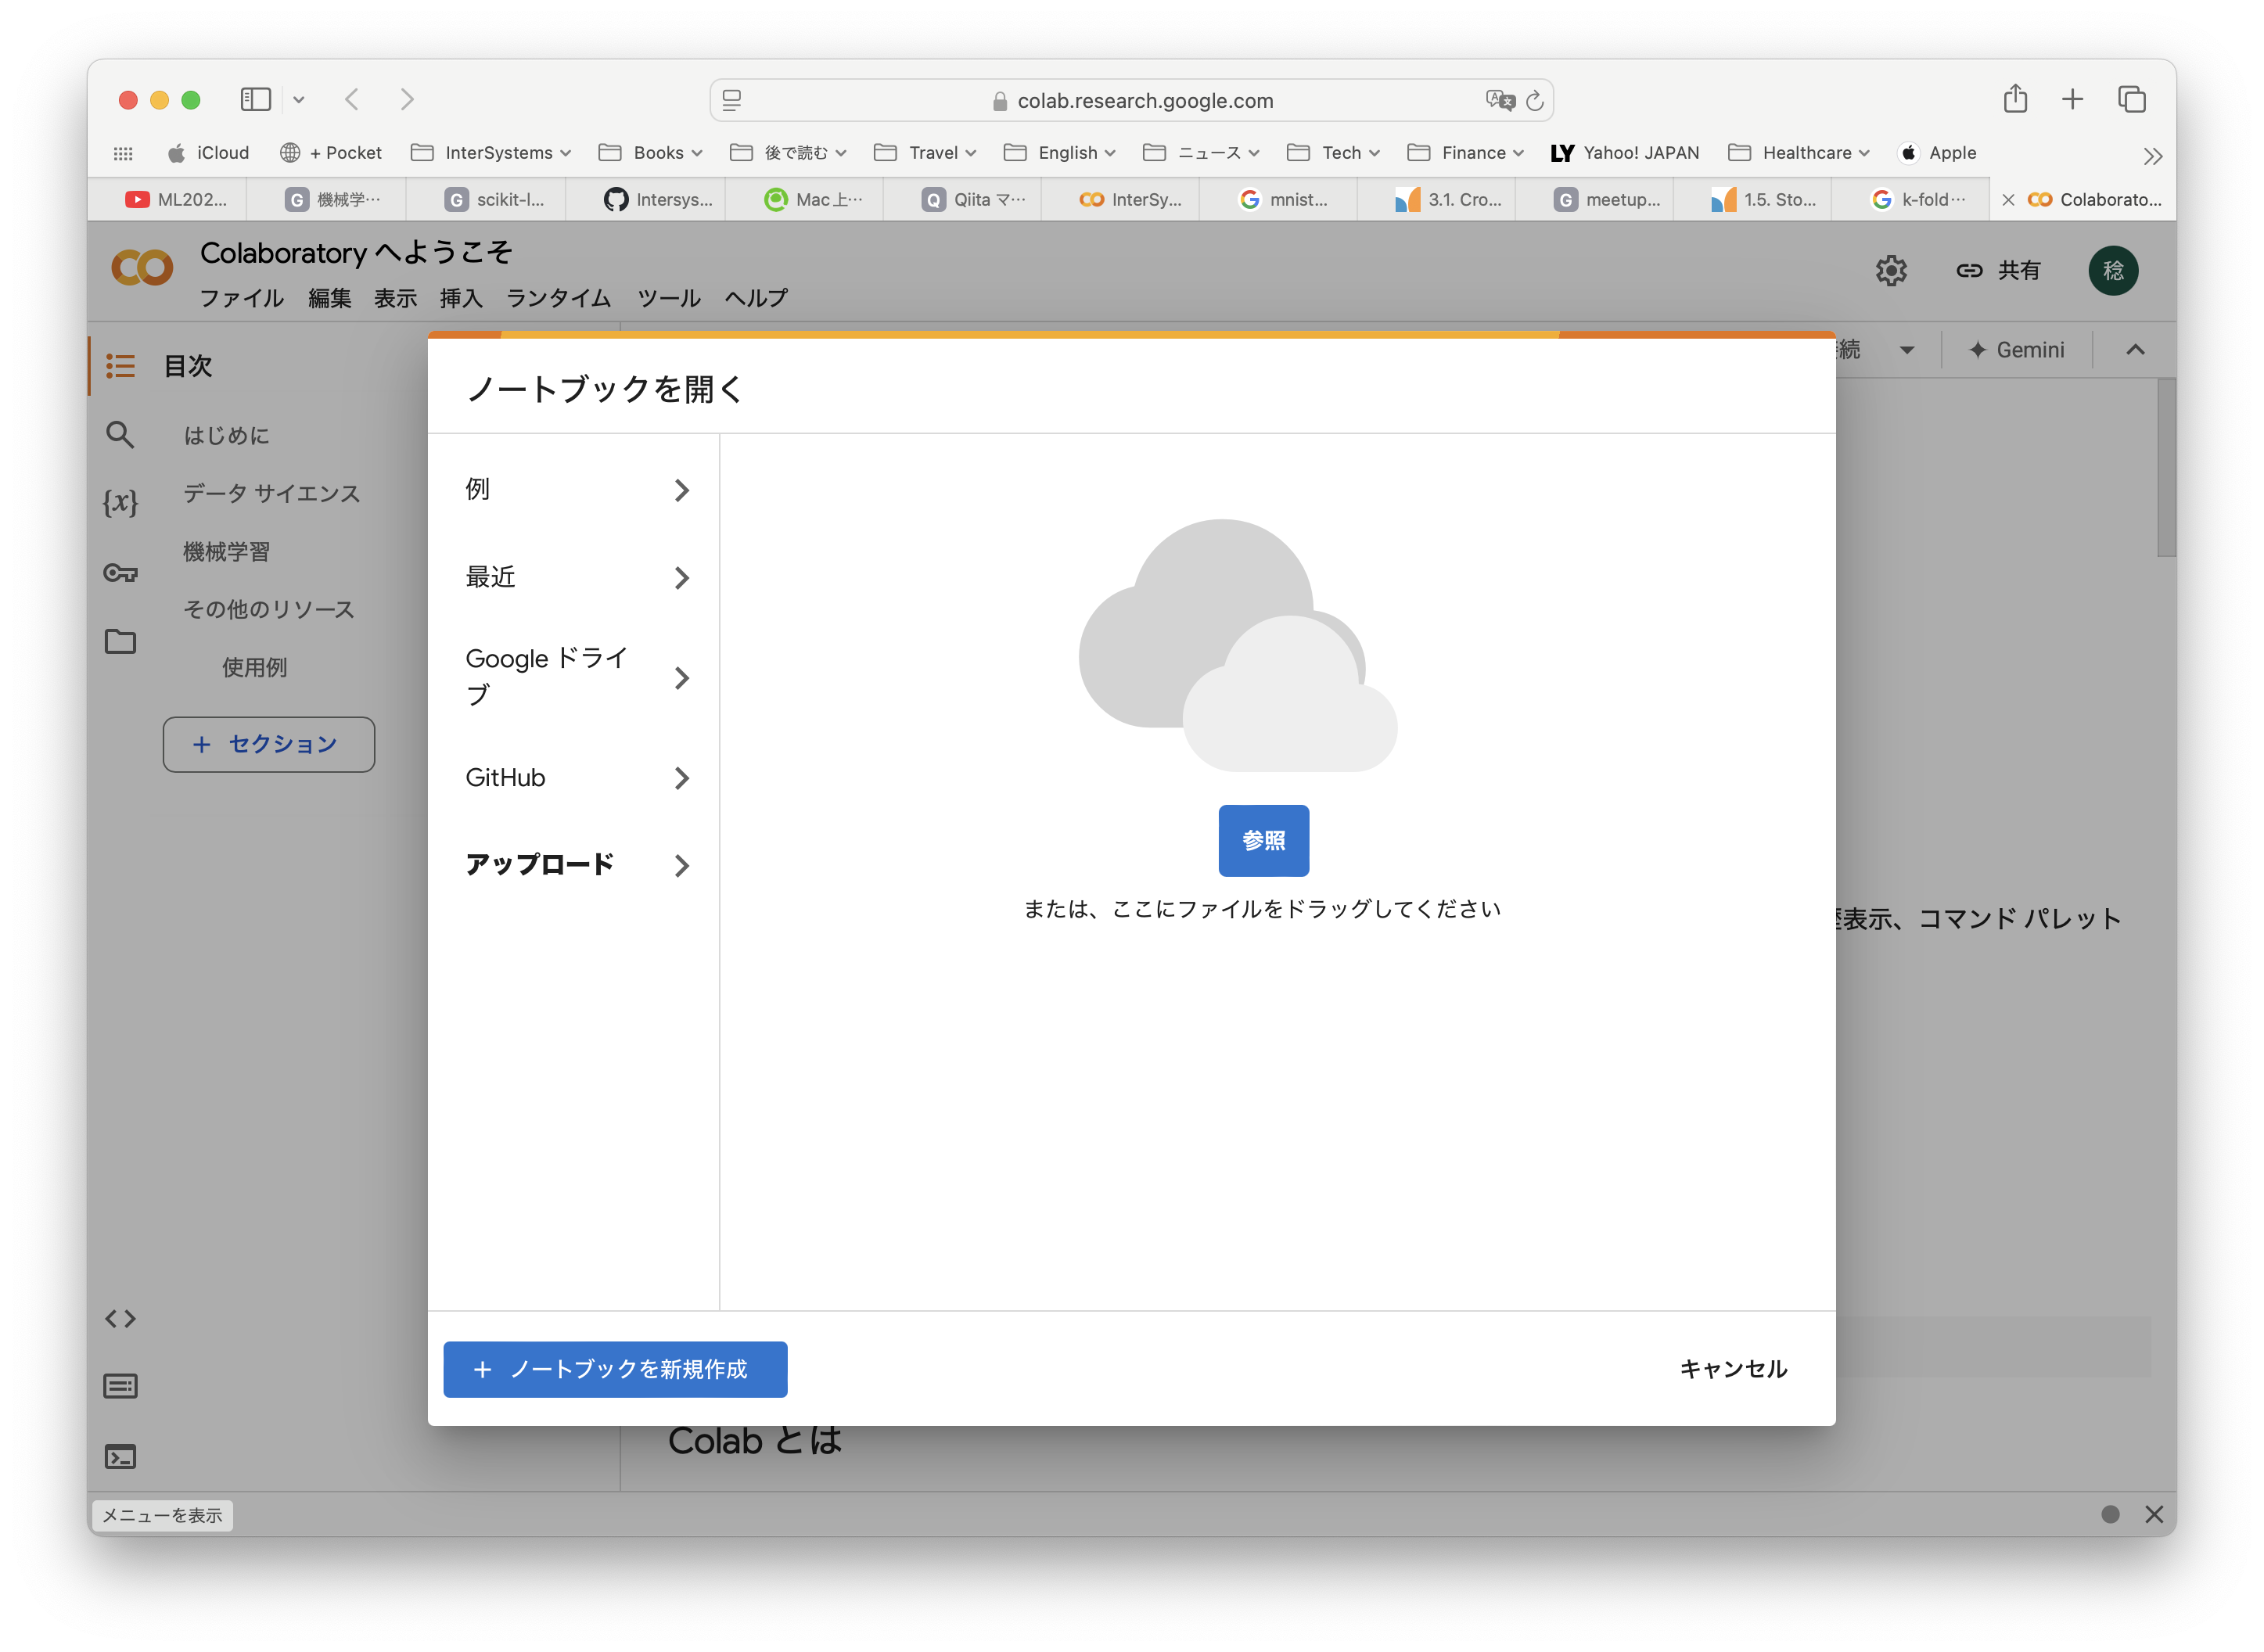 colab.research.google.com
iCloud + Pocket InterSystems Books 後で読む Travel English ニュース Tech Finance LY Yahoo! JAPAN Healthcare Apple
ML202... G 機械学… G scikit-l... Intersys... Mac 上… Q Qiita マ… InterSy... mnist... 3.1. Cro... G meetup... 1.5. Sto... k-fold… Colaborato...
Colaboratory へようこそ
共有 稔
ファイル 編集 表示 挿入 ランタイム ツール ヘルプ
目次
続 Gemini
はじめに
データ サイエンス
機械学習
その他のリソース
使用例
+ セクション
{x}
ノートブックを開く
例
最近
Google ドライ
ブ
GitHub
アップロード
参照
または、ここにファイルをドラッグしてください
表示、コマンド パレット
+ ノートブックを新規作成
キャンセル
Colab とは
メニューを表示